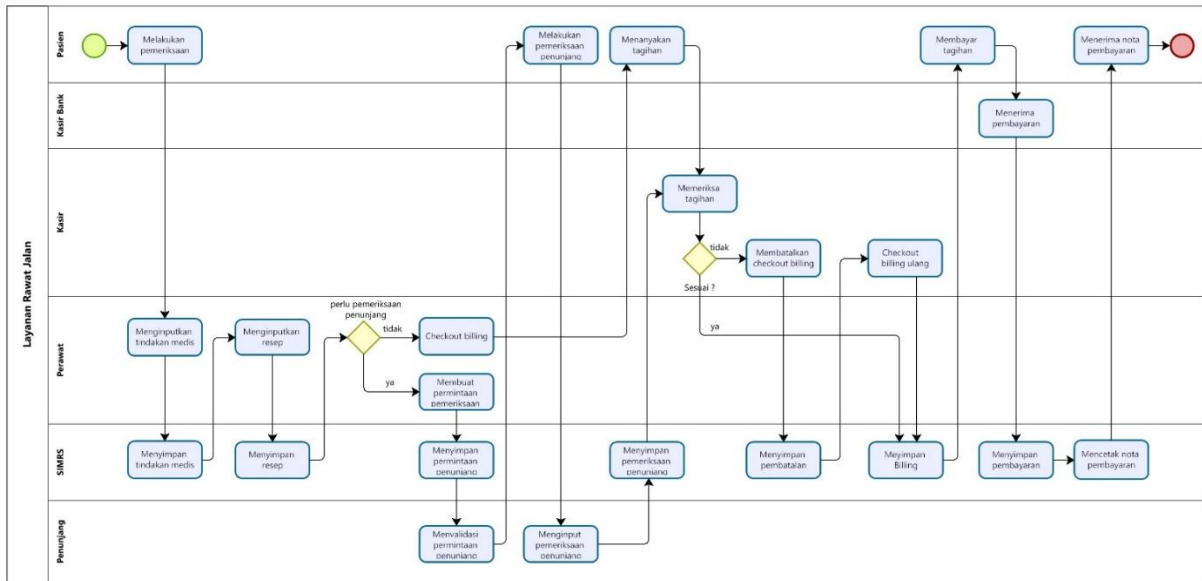 Layanan Rawat Jalan
Pasien
Melakukan
pemeriksaan
Melakukan
pemeriksaan
penunjang
Menanyakan
tagihan
Membayar
tagihan
Menerima nota
pembayaran
Kasir Bank
Menerima
pembayaran
Kasir
Memeriksa
tagihan
tidak
Sesuai ?
ya
Membatalkan
checkout billing
Checkout
billing ulang
Perawat
Menginputkan
tindakan medis
Menginputkan
resep
perlu pemeriksaan
penunjang
tidak
Checkout billing
ya
Membuat
permintaan
pemeriksaan
SIMRS
Menyimpan
tindakan medis
Menyimpan
resep
Menyimpan
permintaan
penunjang
Menyimpan
pemeriksaan
penunjang
Menyimpan
pembatalan
Meyimpan
Billing
Menyimpan
pembayaran
Mencetak nota
pembayaran
Penunjang
Menvalidasi
permintaan
penunjang
Menginput
pemeriksaan
penunjang